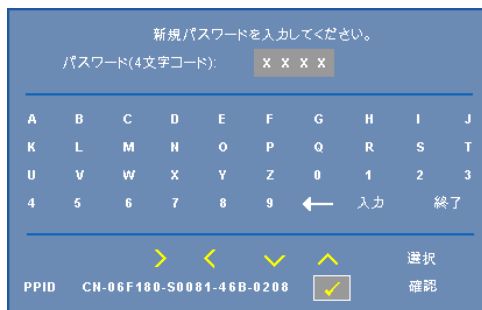 新規パスワードを入力してください。
パスワード(4文字コード): X X X X
A B C D E F G H I J
K L M N O P Q R S T
U V W X Y Z 0 1 2 3
4 5 6 7 8 9 ← 入力 終了
選択
PPID CN-06F180-S0081-46B-0208 確認